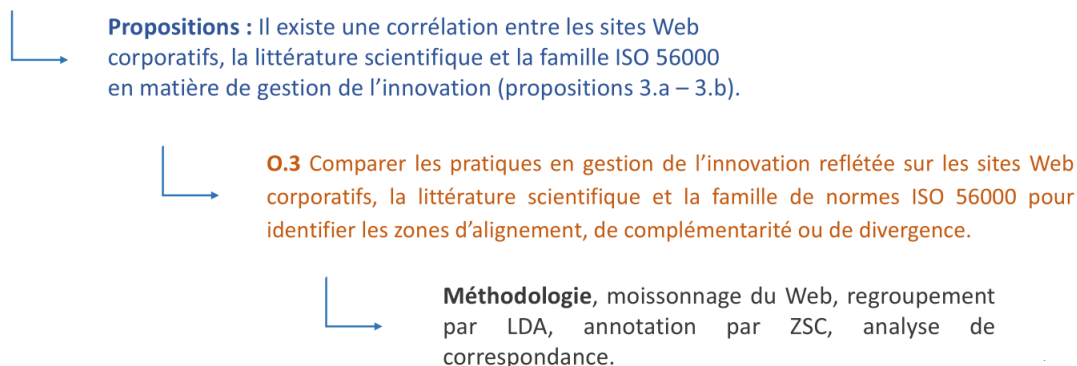 Propositions : Il existe une corrélation entre les sites Web
corporatifs, la littérature scientifique et la famille ISO 56000
en matière de gestion de l’innovation (propositions 3.a – 3.b).
O.3 Comparer les pratiques en gestion de l’innovation reflétée sur les sites Web
corporatifs, la littérature scientifique et la famille de normes ISO 56000 pour
identifier les zones d’alignement, de complémentarité ou de divergence.
Méthodologie, moissonnage du Web, regroupement
par LDA, annotation par ZSC, analyse de
correspondance.